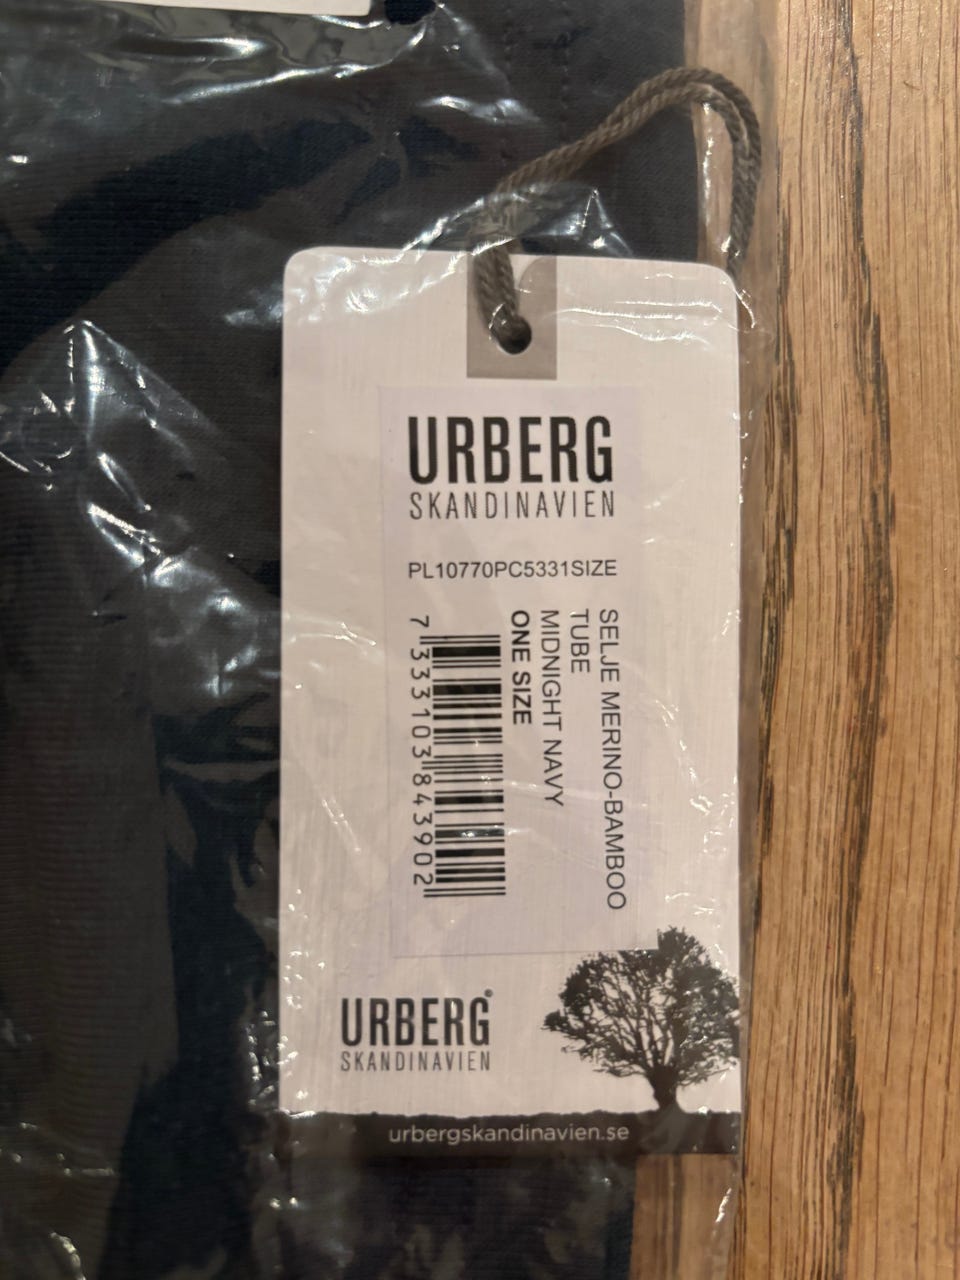 URBERG
SKANDINAVIEN
PL10770PC5331SIZE
SELJE MERINO-BAMBOO
TUBE
MIDNIGHT NAVY
ONE SIZE
7 333103 843902
URBERG®
SKANDINAVIEN
urbergskandinavien.se